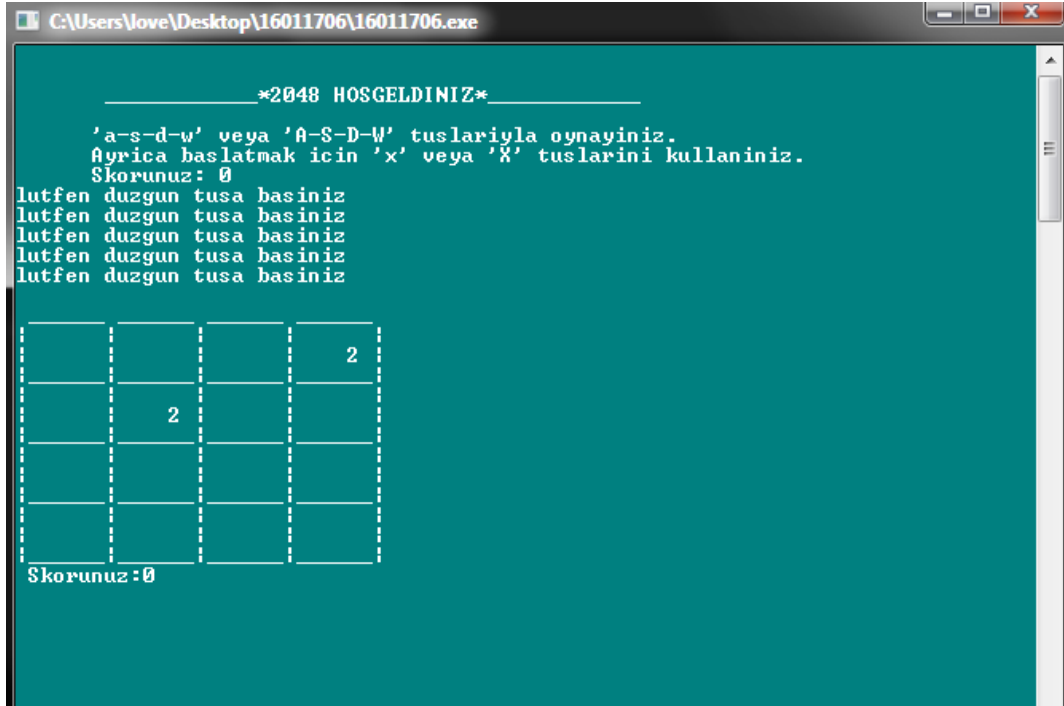 C:\Users\love\Desktop\16011706\16011706.exe
_____________*2048 HOSGELDINIZ*_____________
'a-s-d-w' veya 'A-S-D-W' tuslariyla oynayiniz.
Ayrica baslatmak icin 'x' veya 'X' tuslarini kullaniniz.
Skorunuz: 0
lutfen duzgun tusa basiniz
lutfen duzgun tusa basiniz
lutfen duzgun tusa basiniz
lutfen duzgun tusa basiniz
lutfen duzgun tusa basiniz
2
2
Skorunuz:0